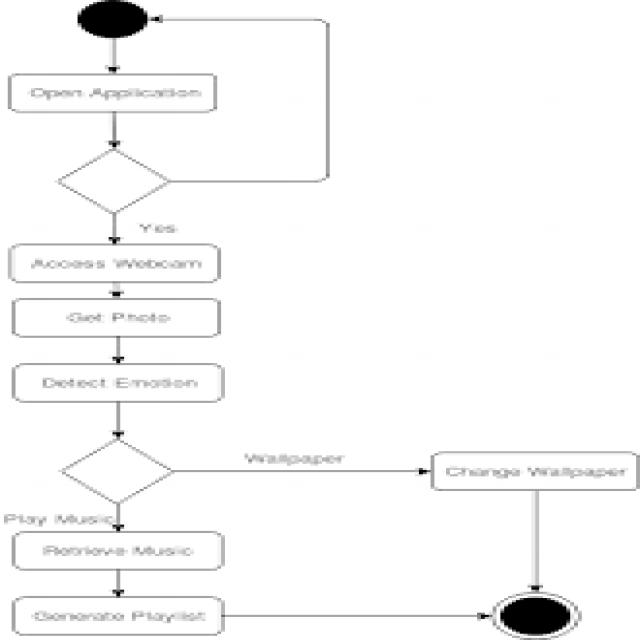 Open Application
Yes
Access Webcam
Get Photo
Detect Emotion
Wallpaper
Change Wallpaper
Play Music
Retrieve Music
Generate Playlist